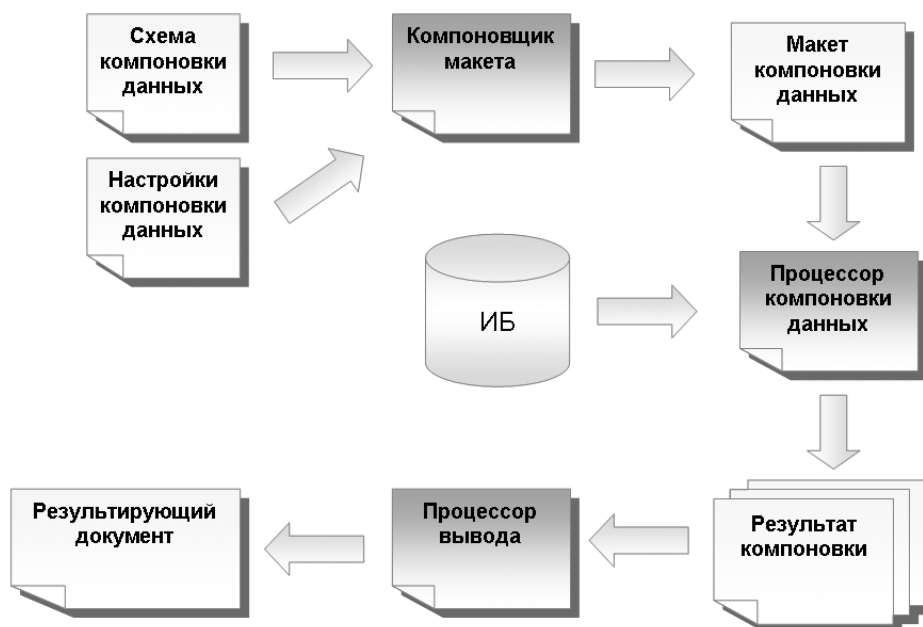 Схема
компоновки
данных
Компоновщик
макета
Макет
компоновки
данных
Настройки
компоновки
данных
ИБ
Процессор
компоновки
данных
Результирующий
документ
Процессор
вывода
Результат
компоновки